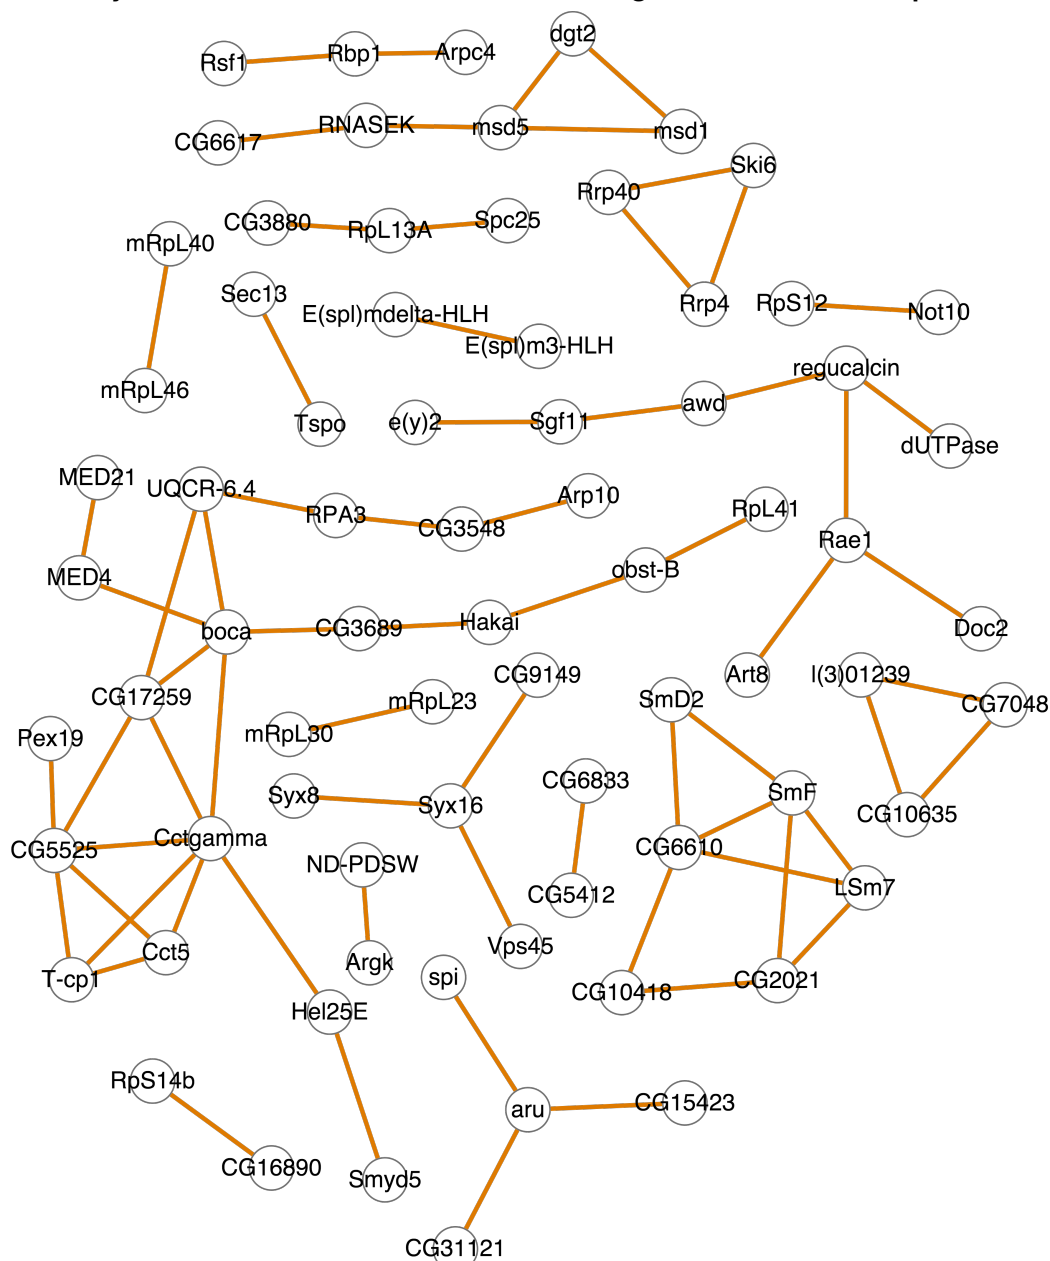 dgt2
Rsf1
Rbp1
Arpc4
CG6617
RNASEK
msd5
msd1
Ski6
Rrp40
CG3880
RpL13A
Spc25
mRpL40
Sec13
E(spl)mdelta-HLH
Rrp4
RpS12
Not10
E(spl)m3-HLH
regucalcin
mRpL46
Tspo
e(y)2
Sgf11
awd
dUTPase
MED21
UQCR-6.4
RPA3
CG3548
Arp10
RpL41
Rae1
MED4
obst-B
boca
CG3689
Hakai
Doc2
CG17259
CG9149
Art8
l(3)01239
SmD2
mRpL23
CG7048
Pex19
mRpL30
Syx8
Syx16
CG6833
SmF
CG10635
CG5525
Cctgamma
ND-PDSW
CG6610
CG5412
LSm7
Cct5
Vps45
T-cp1
Argk
spi
CG10418
CG2021
Hel25E
RpS14b
aru
CG15423
CG16890
Smyd5
CG31121